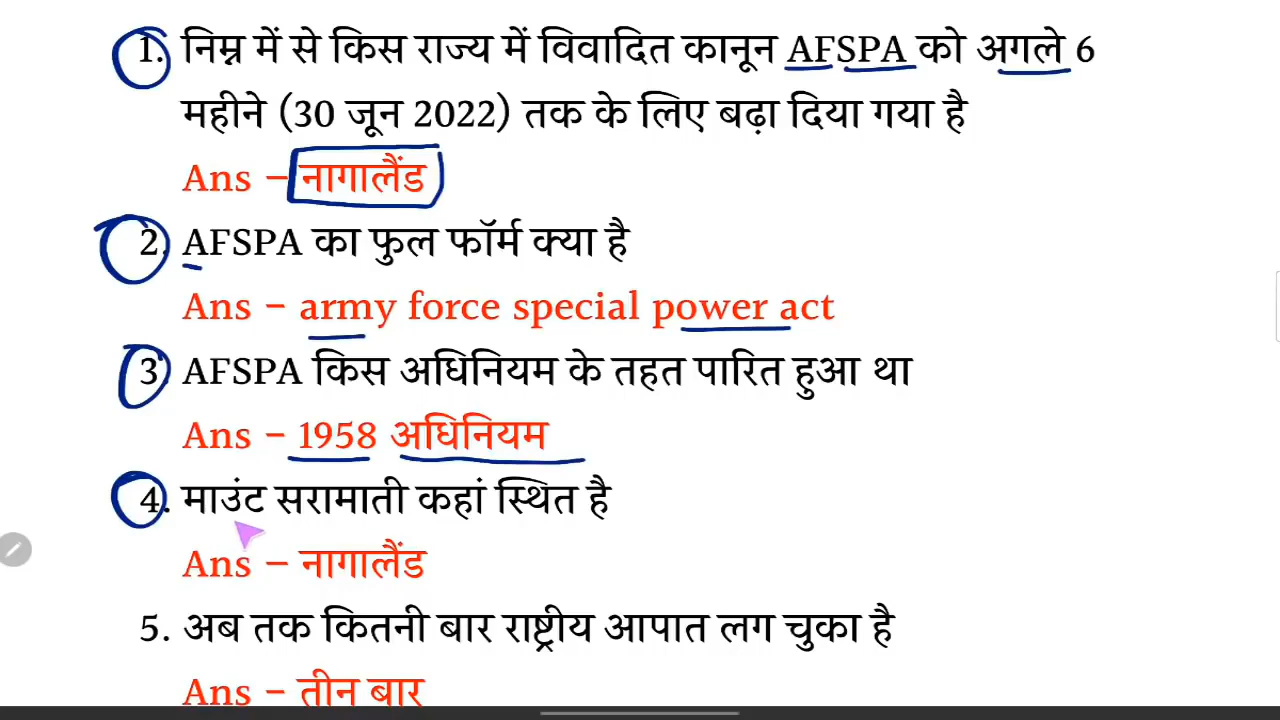 1. निम्न में से किस राज्य में विवादित कानून AFSPA को अगले 6
महीने (30 जून 2022) तक के लिए बढ़ा दिया गया है
Ans – नागालैंड
2. AFSPA का फुल फॉर्म क्या है
Ans – army force special power act
3. AFSPA किस अधिनियम के तहत पारित हुआ था
Ans – 1958 अधिनियम
4. माउंट सरामाती कहां स्थित है
Ans – नागालैंड
5. अब तक कितनी बार राष्ट्रीय आपात लग चुका है
Ans – तीन बार